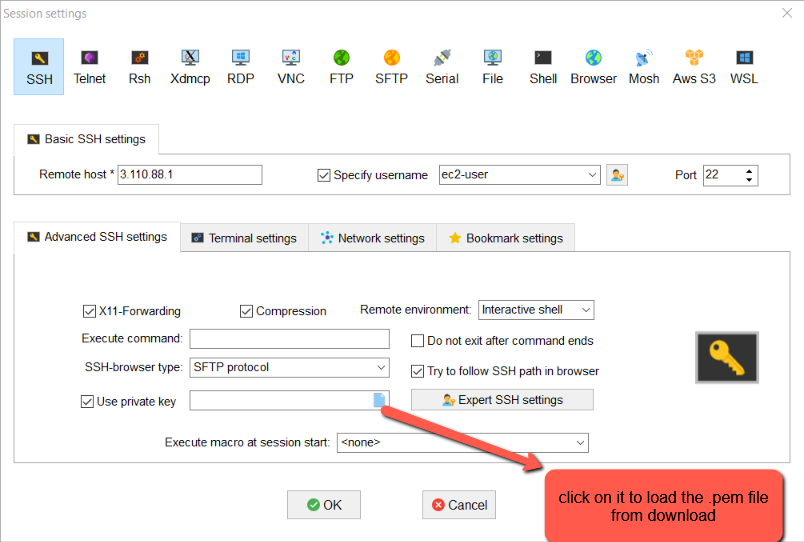 Session settings
SSH Telnet Rsh Xdmcp RDP VNC FTP SFTP Serial File Shell Browser Mosh Aws S3 WSL
Basic SSH settings
Remote host * 3.110.88.1 Specify username ec2-user Port 22
Advanced SSH settings Terminal settings Network settings Bookmark settings
X11-Forwarding Compression Remote environment: Interactive shell
Execute command: Do not exit after command ends
SSH-browser type: SFTP protocol Try to follow SSH path in browser
Use private key Expert SSH settings
Execute macro at session start: <none>
OK Cancel
click on it to load the .pem file
from download